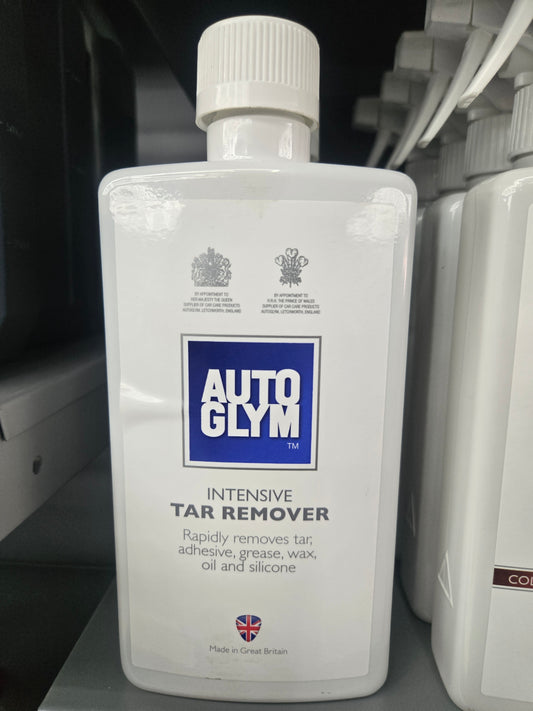 BY APPOINTMENT TO
HER MAJESTY THE QUEEN
SUPPLIER OF CAR CARE PRODUCTS
AUTOGLYM, LETCHWORTH, ENGLAND
BY APPOINTMENT TO
H.R.H. THE PRINCE OF WALES
SUPPLIER OF CAR CARE PRODUCTS
AUTOGLYM, LETCHWORTH, ENGLAND
AUTO
GLYM
TM
INTENSIVE
TAR REMOVER
Rapidly removes tar,
adhesive, grease, wax,
oil and silicone
Made in Great Britain